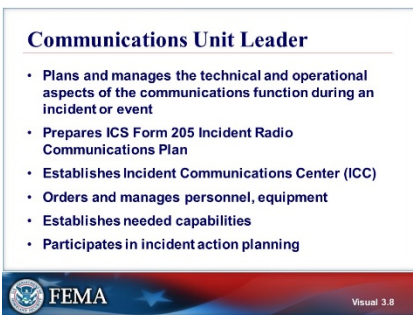 Communications Unit Leader
• Plans and manages the technical and operational
aspects of the communications function during an
incident or event
• Prepares ICS Form 205 Incident Radio
Communications Plan
• Establishes Incident Communications Center (ICC)
• Orders and manages personnel, equipment
• Establishes needed capabilities
• Participates in incident action planning
FEMA
Visual 3.8